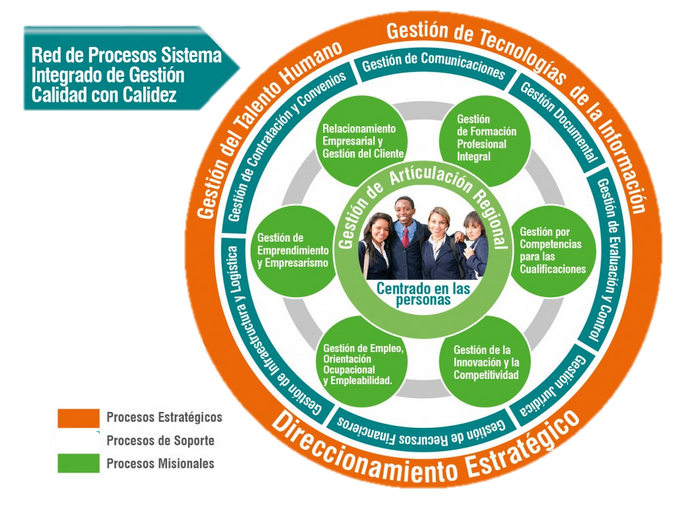 Red de Procesos Sistema
Integrado de Gestión
Calidad con Calidez
Gestión del Talento Humano
Gestión de Tecnologías de la Información
Direccionamiento Estratégico
Gestión de Contratación y Convenios
Gestión de Comunicaciones
Gestión Documental
Gestión de Evaluación y Control
Gestión Jurídica
Gestión de Recursos Financieros
Gestión de Infraestructura y Logística
Relacionamiento
Empresarial y
Gestión del Cliente
Gestión
de Formación
Profesional
Integral
Gestión de
Emprendimiento
y Empresarismo
Gestión por
Competencias
para las
Cualificaciones
Gestión de Empleo,
Orientación
Ocupacional
y Empleabilidad.
Gestión de la
Innovación y la
Competitividad
Gestión de Artículación Regional
Centrado en las
personas
Procesos Estratégicos
Procesos de Soporte
Procesos Misionales